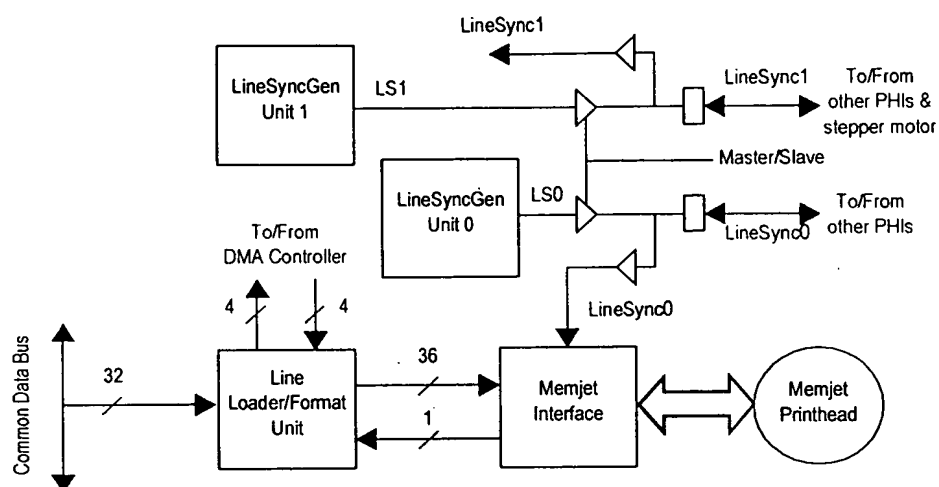 LineSync1
LineSyncGen
Unit 1
LS1
LineSync1
To/From
other PHIs &
stepper motor
Master/Slave
LineSyncGen
Unit 0
LS0
LineSync0
To/From
other PHIs
To/From
DMA Controller
4
4
LineSync0
Common Data Bus
32
Line
Loader/Format
Unit
36
1
Memjet
Interface
Memjet
Printhead